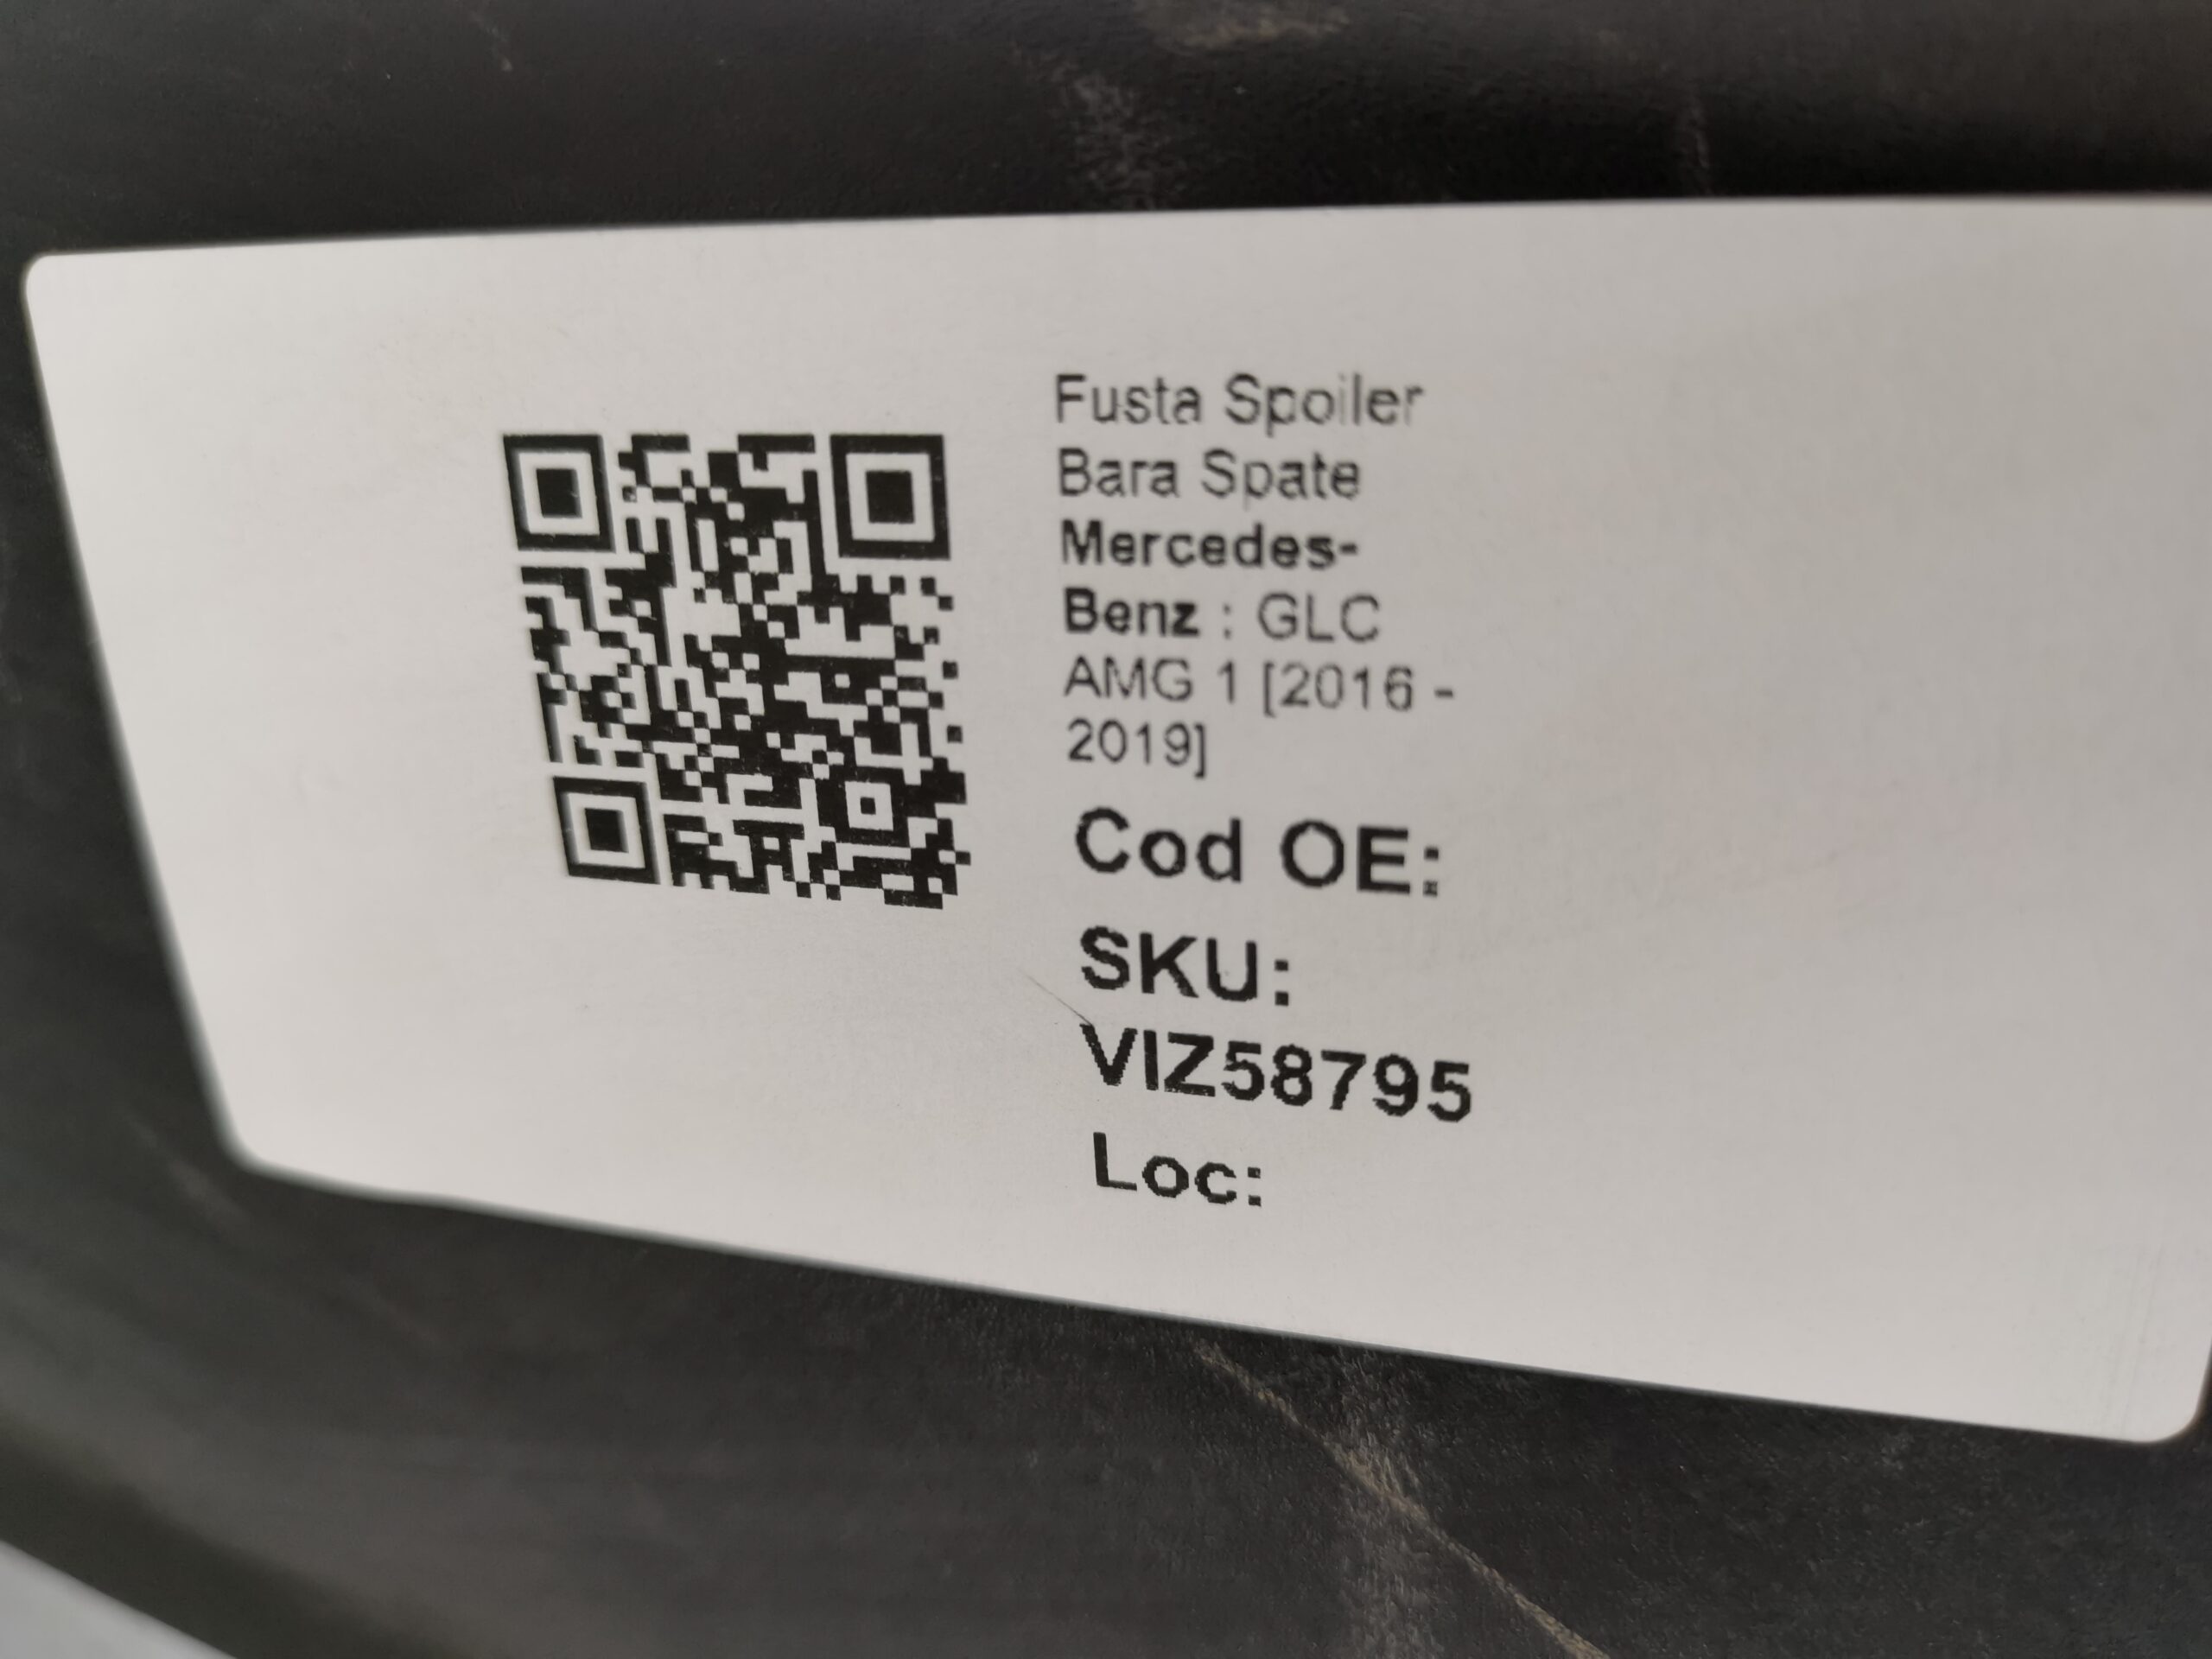 Fusta Spoiler
Bara Spate
Mercedes-
Benz : GLC
AMG 1 [2016 -
2019]
Cod OE:
SKU:
VIZ58795
Loc: